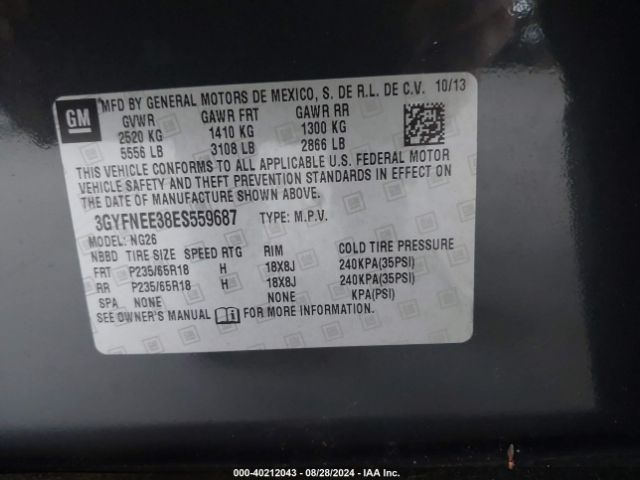 GM
MFD BY GENERAL MOTORS DE MEXICO, S. DE R.L. DE C.V. 10/13
GVWR GAWR FRT GAWR RR
2520 KG 1410 KG 1300 KG
5556 LB 3108 LB 2866 LB
THIS VEHICLE CONFORMS TO ALL APPLICABLE U.S. FEDERAL MOTOR
VEHICLE SAFETY AND THEFT PREVENTION STANDARDS IN EFFECT ON
THE DATE OF MANUFACTURE SHOWN ABOVE.
3GYFNEE38ES559687 TYPE: M.P.V.
MODEL: NG26
NBBD TIRE SIZE SPEED RTG RIM COLD TIRE PRESSURE
FRT P235/65R18 H 18X8J 240KPA(35PSI)
RR P235/65R18 H 18X8J 240KPA(35PSI)
SPA NONE NONE KPA(PSI)
SEE OWNER'S MANUAL FOR MORE INFORMATION.
000-40212043 - 08/28/2024 - IAA Inc.